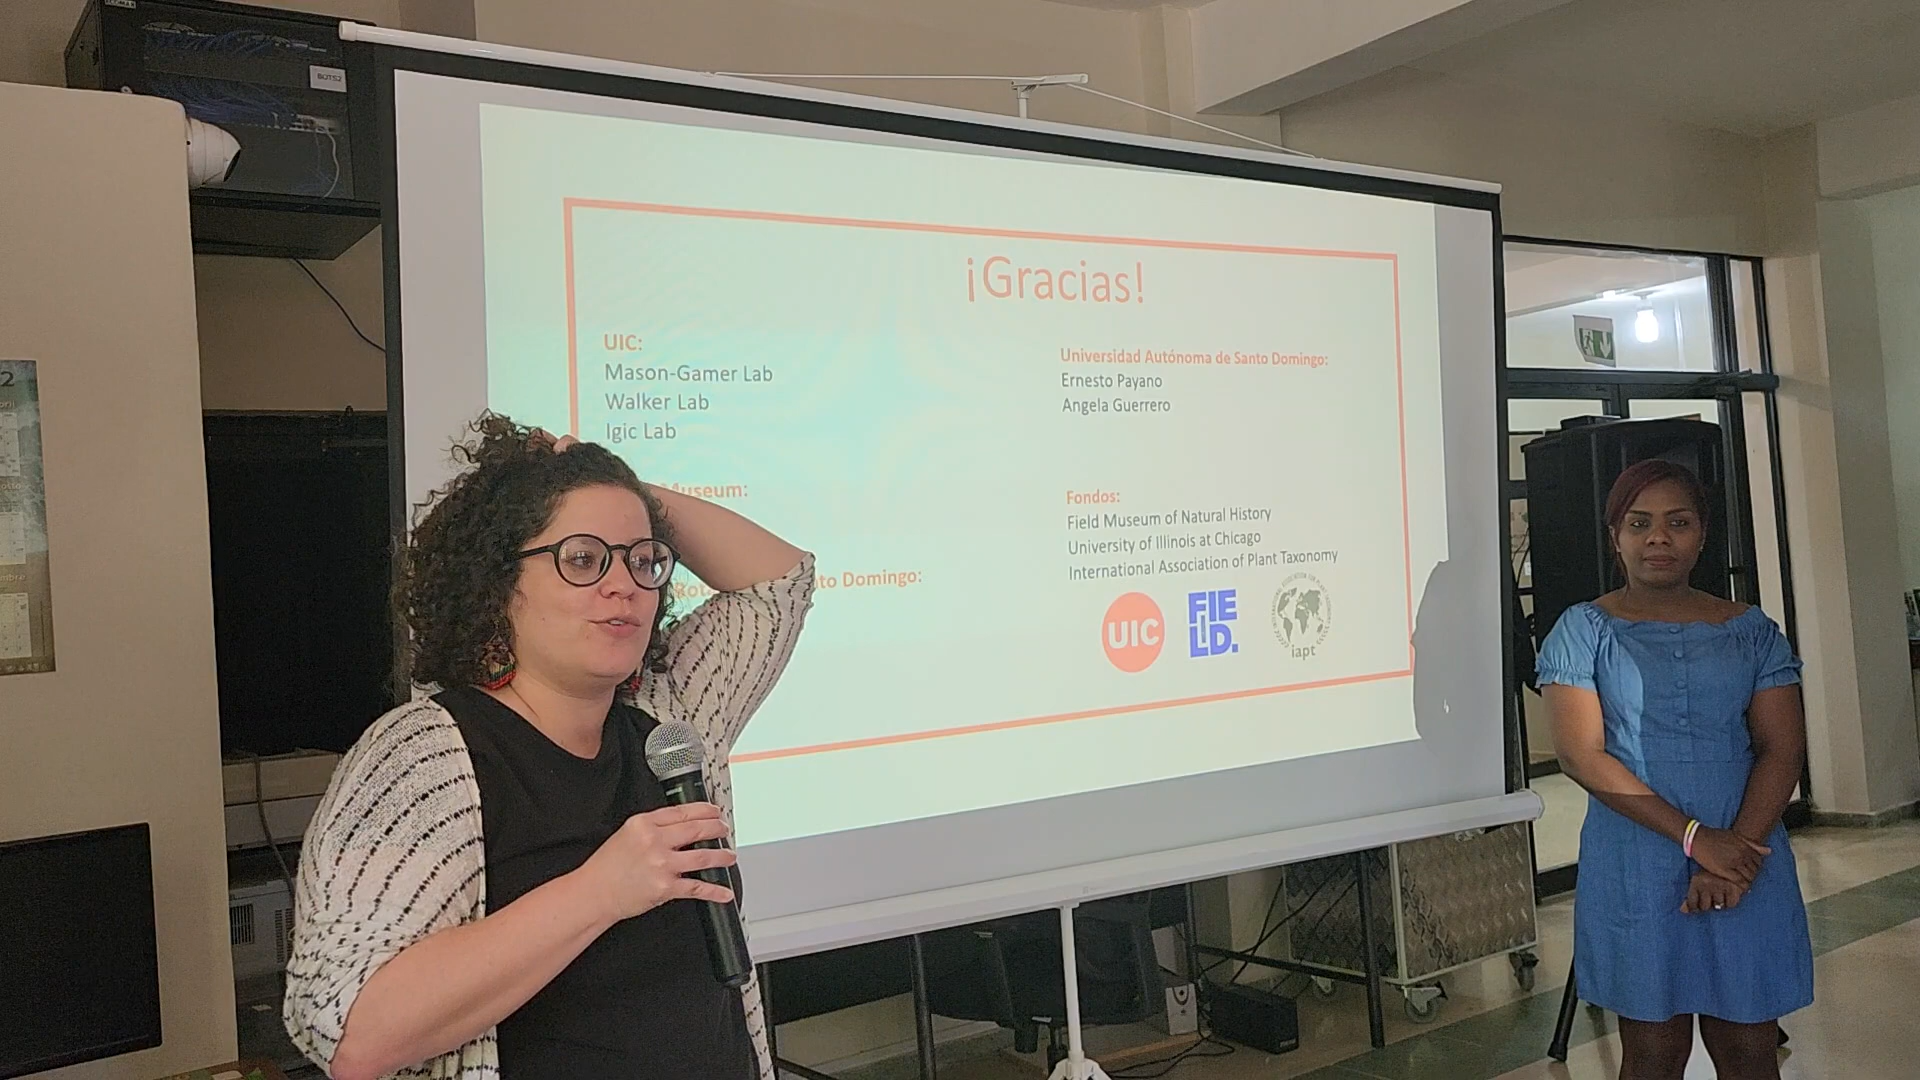 ¡Gracias!
UIC:
Mason-Gamer Lab
Walker Lab
Igic Lab
Museum:
Domingo:
Universidad Autónoma de Santo Domingo:
Ernesto Payano
Angela Guerrero
Fondos:
Field Museum of Natural History
University of Illinois at Chicago
International Association of Plant Taxonomy
UIC
FIELD.
iapt